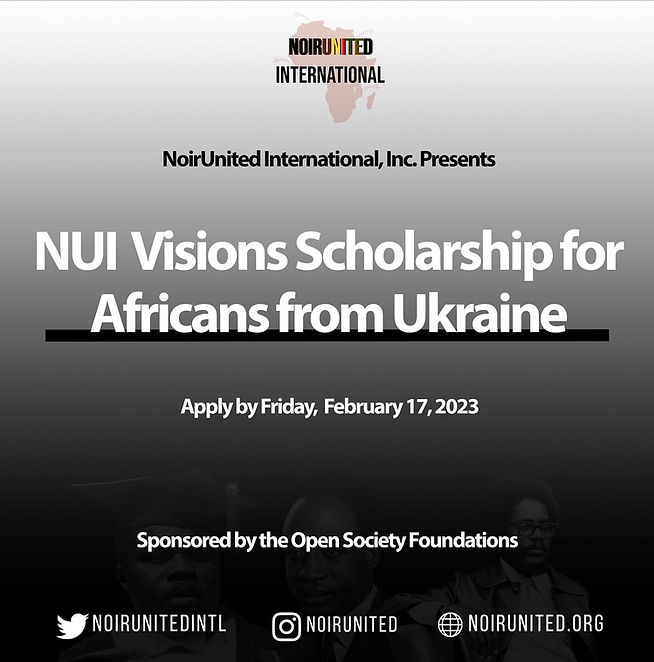 NOIRUNITED
INTERNATIONAL
NoirUnited International, Inc. Presents
NUI Visions Scholarship for
Africans from Ukraine
Apply by Friday, February 17, 2023
Sponsored by the Open Society Foundations
NOIRUNITEDINTL NOIRUNITED NOIRUNITED.ORG